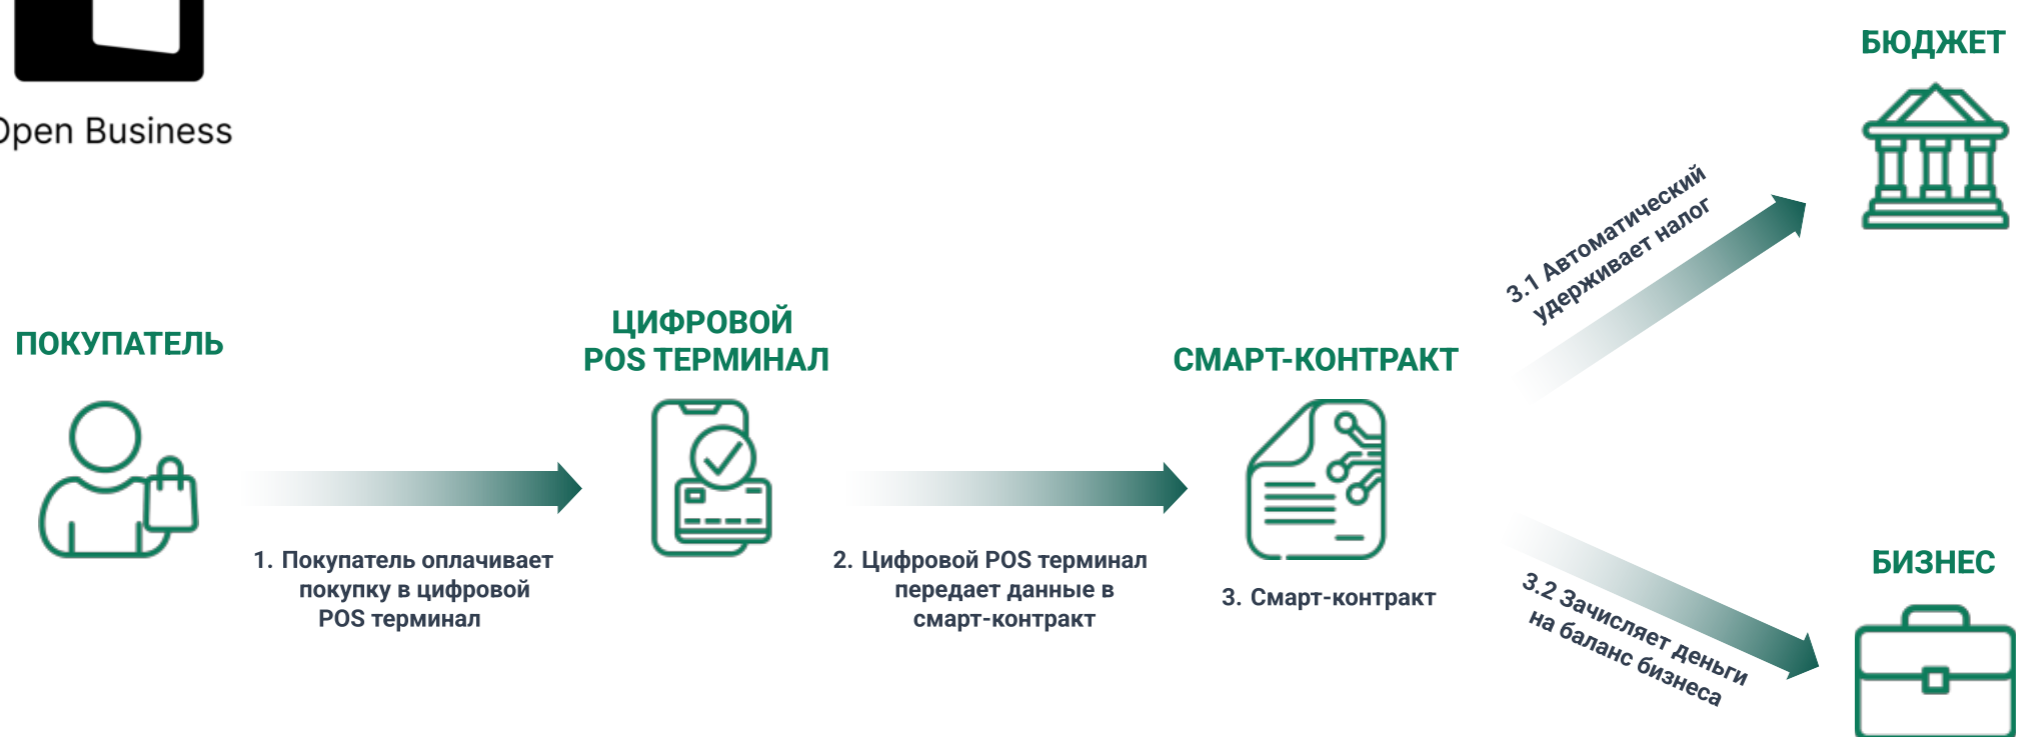 Open Business
БЮДЖЕТ
3.1 Автоматический
удерживает налог
ПОКУПАТЕЛЬ
ЦИФРОВОЙ
POS ТЕРМИНАЛ
СМАРТ-КОНТРАКТ
1. Покупатель оплачивает
покупку в цифровой
POS терминал
2. Цифровой POS терминал
передает данные в
смарт-контракт
3. Смарт-контракт
3.2 Зачисляет деньги
на баланс бизнеса
БИЗНЕС